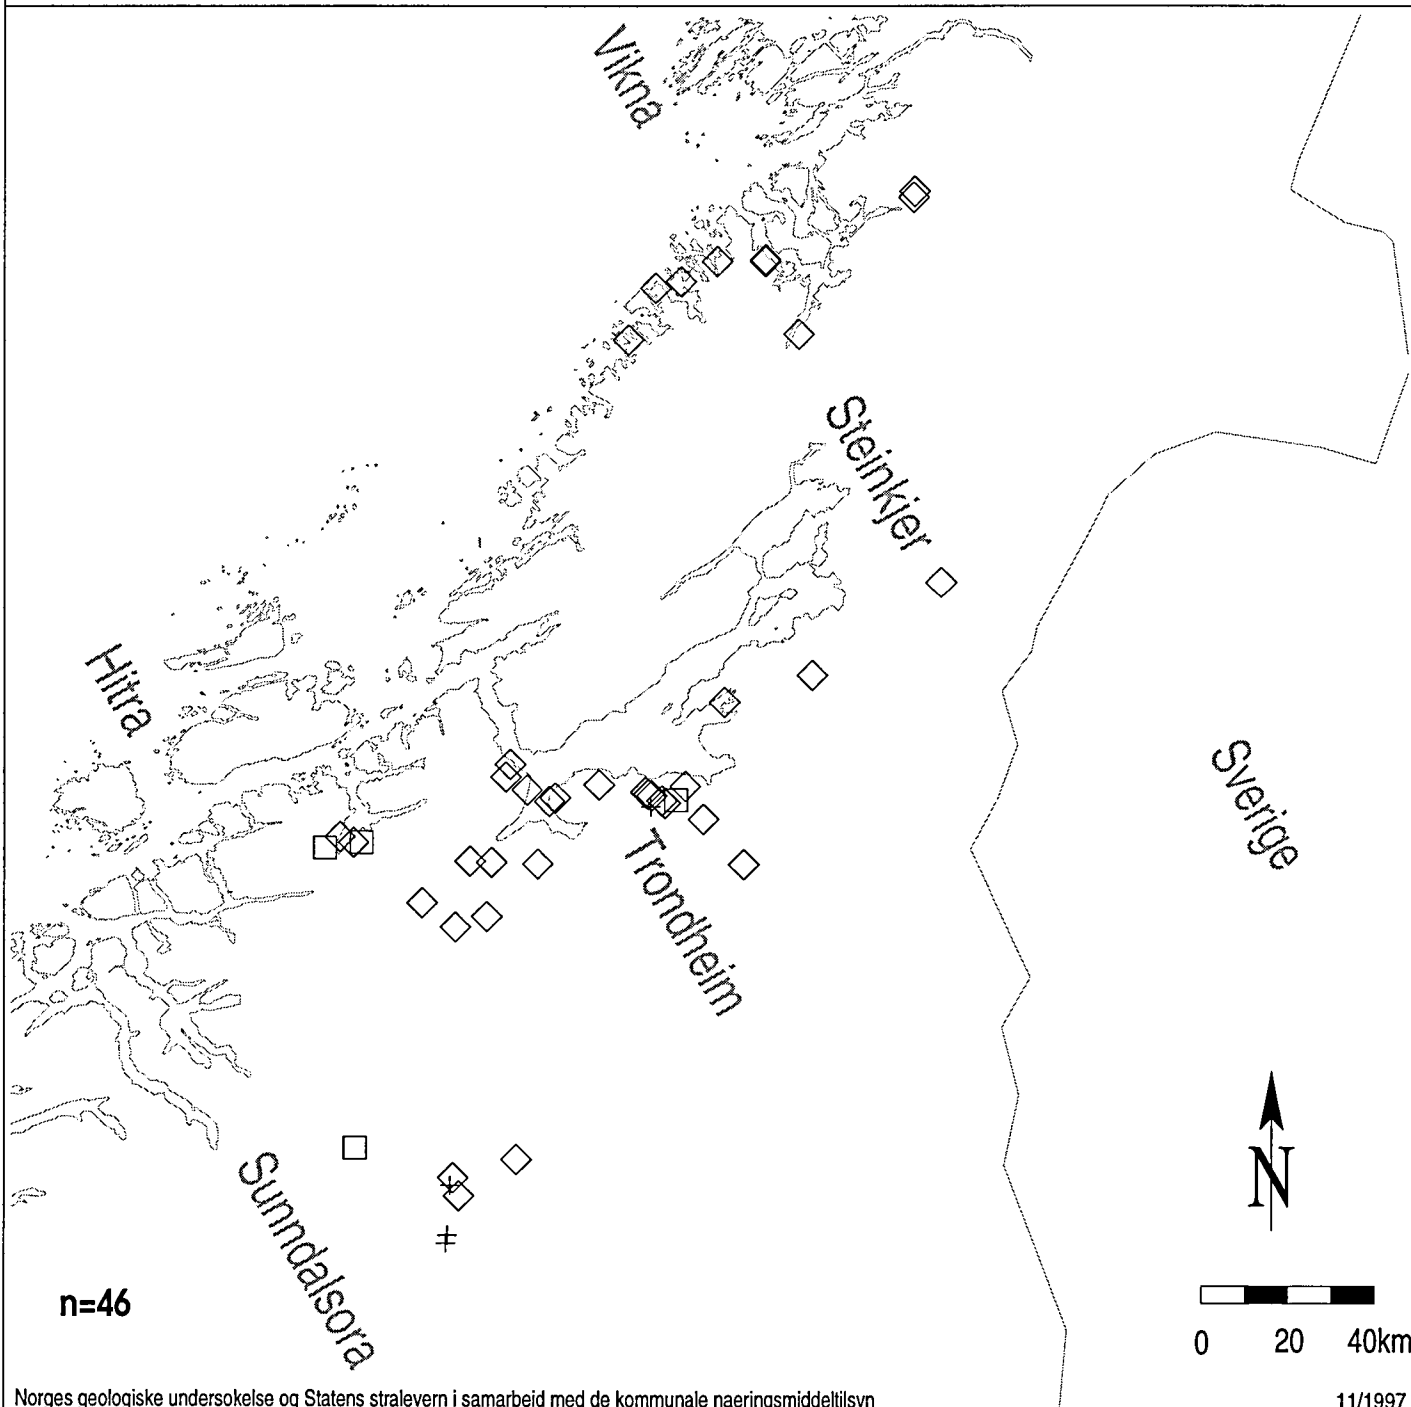 Vikna
Steinkjer
Hitra
Sverige
Trondheim
Sunndalsora
N
n=46
0 20 40km
Norges geologiske undersokelse og Statens stralevern i samarbeid med de kommunale naeringsmiddeltilsyn
11/1997